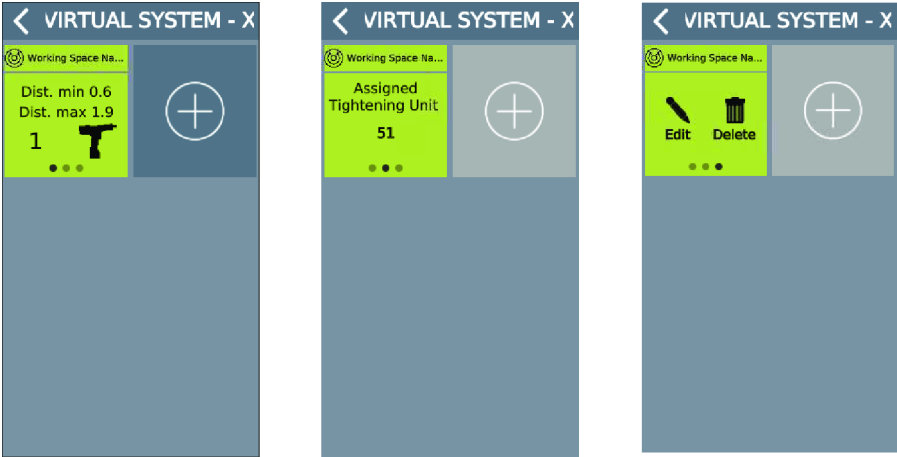 VIRTUAL SYSTEM - X
Working Space Na...
Dist. min 0.6
Dist. max 1.9
1
VIRTUAL SYSTEM - X
Working Space Na...
Assigned
Tightening Unit
51
VIRTUAL SYSTEM - X
Working Space Na...
Edit Delete